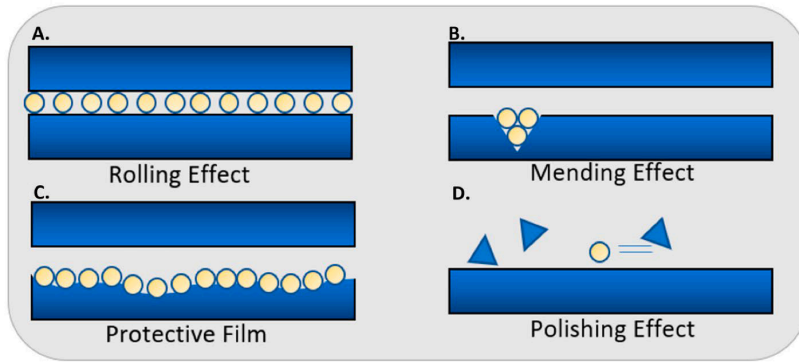 A.
Rolling Effect
B.
Mending Effect
C.
Protective Film
D.
Polishing Effect